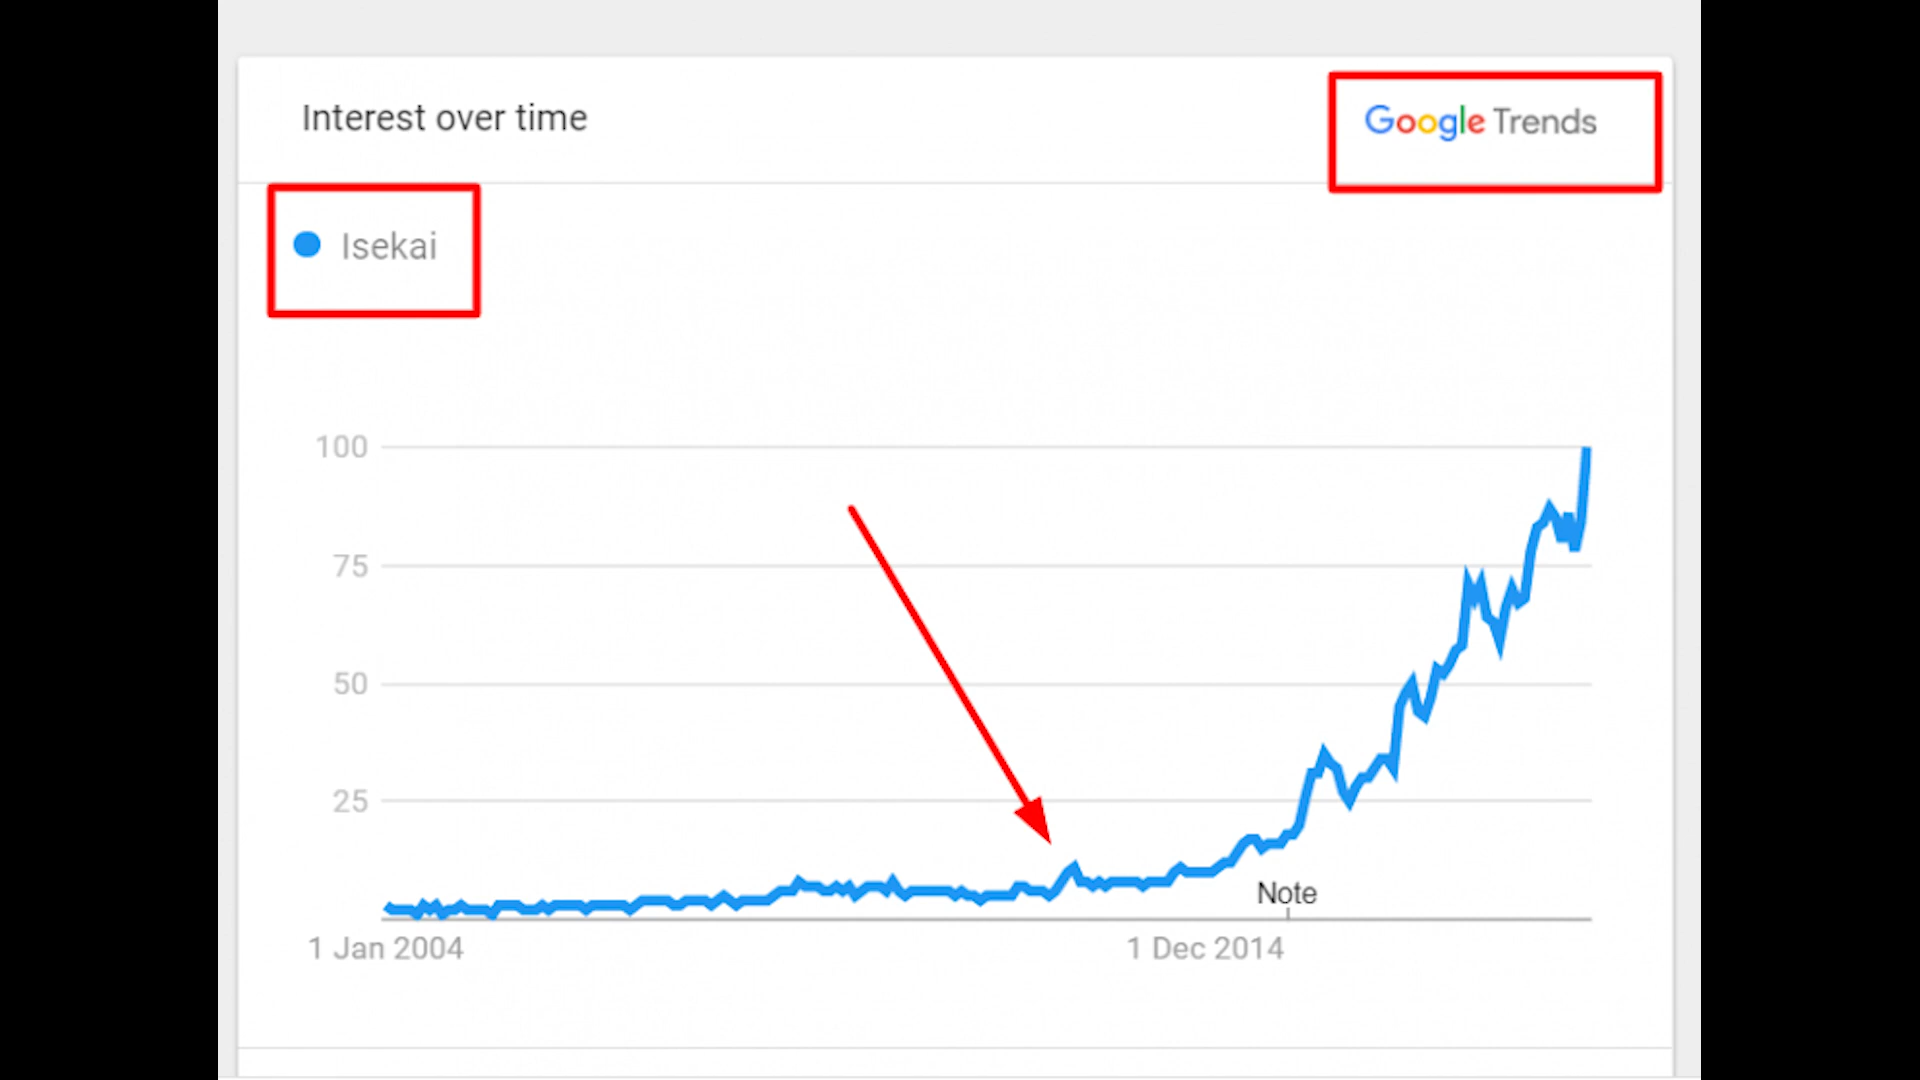 Interest over time
Google Trends
Isekai
100
75
50
25
Note
1 Jan 2004
1 Dec 2014